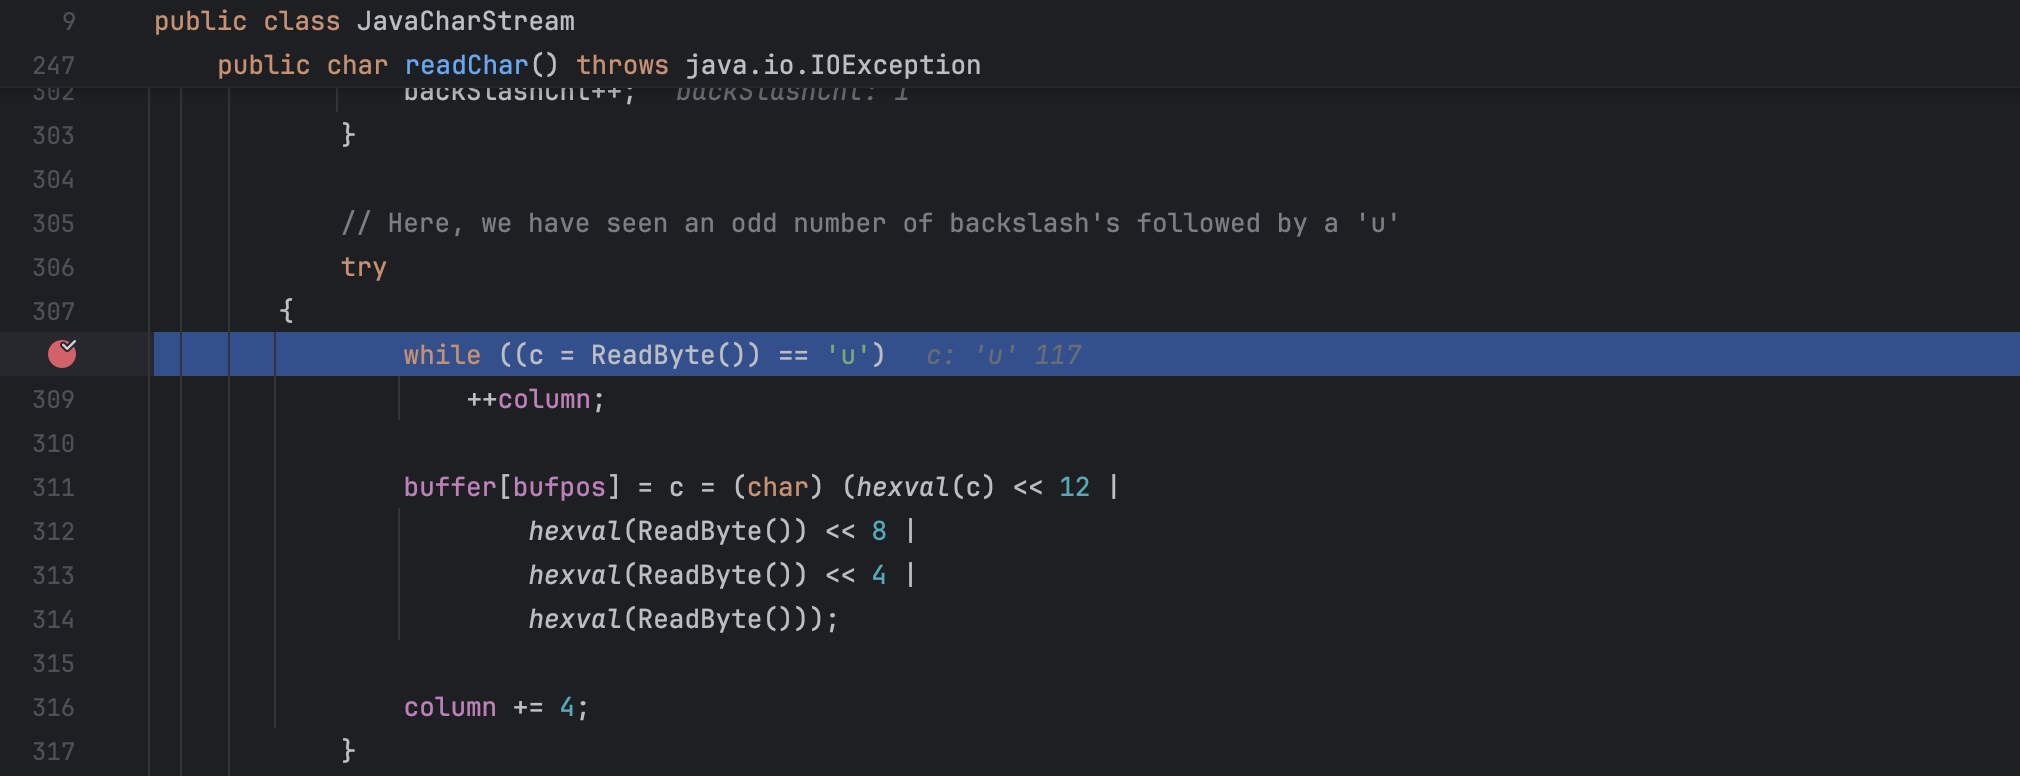 9 public class JavaCharStream
247 public char readChar() throws java.io.IOException
302 backSlashCnt++; backSlashCnt: 1
303 }
304
305 // Here, we have seen an odd number of backslash's followed by a 'u'
306 try
307 {
while ((c = ReadByte()) == 'u') c: 'u' 117
309 ++column;
310
311 buffer[bufpos] = c = (char) (hexval(c) << 12 |
312 hexval(ReadByte()) << 8 |
313 hexval(ReadByte()) << 4 |
314 hexval(ReadByte()));
315
316 column += 4;
317 }